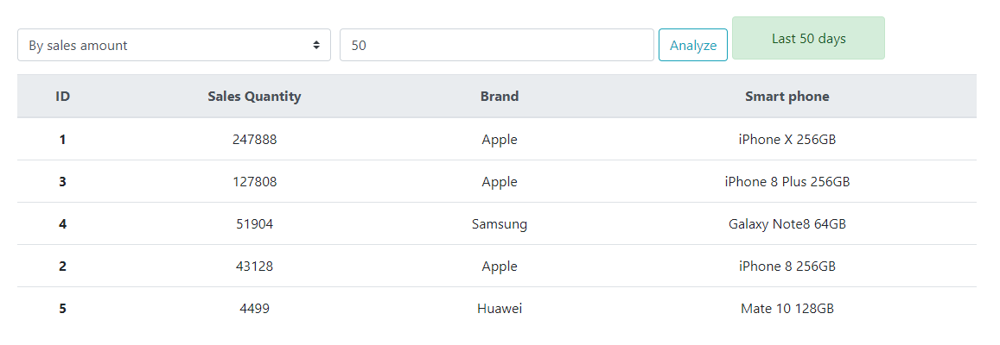 By sales amount 50 Analyze Last 50 days
ID Sales Quantity Brand Smart phone
1 247888 Apple iPhone X 256GB
3 127808 Apple iPhone 8 Plus 256GB
4 51904 Samsung Galaxy Note8 64GB
2 43128 Apple iPhone 8 256GB
5 4499 Huawei Mate 10 128GB